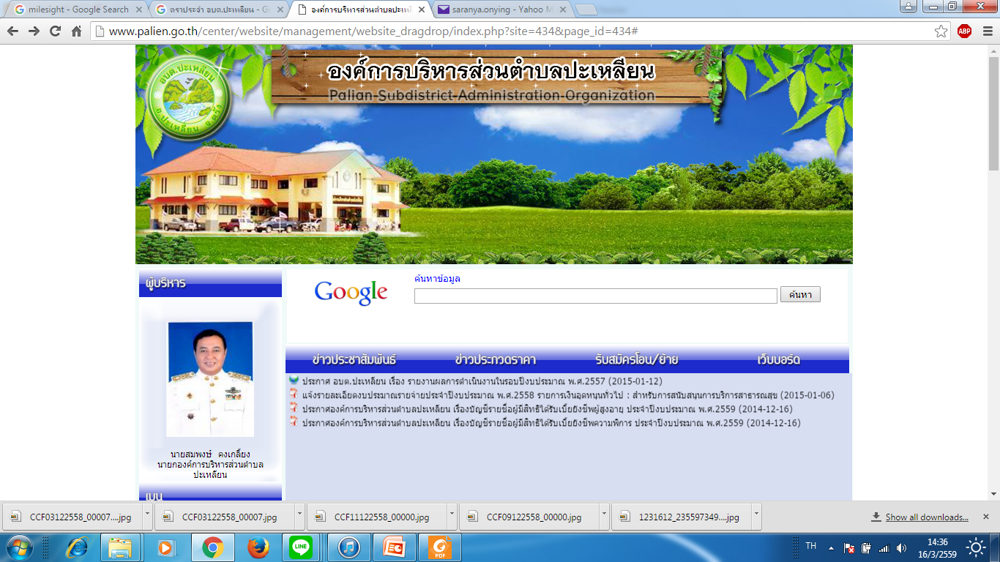 milesight - Google Search
ตราประจำ อบต.ปะเหลียน - Go
องค์การบริหารส่วนตำบลปะเหลี
saranya.onying - Yahoo M
www.palien.go.th/center/website/management/website_dragdrop/index.php?site=434&page_id=434#
ABP
อบต.ปะเหลียน
อ.ปะเหลียน จ.ตรัง
องค์การบริหารส่วนตำบลปะเหลียน
Palian Subdistrict Administration Organization
ผู้บริหาร
Google
ค้นหาข้อมูล
ค้นหา
ข่าวประชาสัมพันธ์ ข่าวประกวดราคา รับสมัครโอน/ย้าย เว็บบอร์ด
ประกาศ อบต.ปะเหลียน เรื่อง รายงานผลการดำเนินงานในรอบปีงบประมาณ พ.ศ.2557 (2015-01-12)
แจ้งรายละเอียดงบประมาณรายจ่ายประจำปีงบประมาณ พ.ศ.2558 รายการเงินอุดหนุนทั่วไป : สำหรับการสนับสนุนการบริการสาธารณสุข (2015-01-06)
ประกาศองค์การบริหารส่วนตำบลปะเหลียน เรื่องบัญชีรายชื่อผู้มีสิทธิได้รับเบี้ยยังชีพผู้สูงอายุ ประจำปีงบประมาณ พ.ศ.2559 (2014-12-16)
ประกาศองค์การบริหารส่วนตำบลปะเหลียน เรื่องบัญชีรายชื่อผู้มีสิทธิได้รับเบี้ยยังชีพความพิการ ประจำปีงบประมาณ พ.ศ.2559 (2014-12-16)
นายสมพงษ์ คงเกลี้ยง
นายกองค์การบริหารส่วนตำบล
ปะเหลียน
เมนู
CCF03122558_00007....jpg
CCF03122558_00007.jpg
CCF11122558_00000.jpg
CCF09122558_00000.jpg
1231612_235597349....jpg
Show all downloads...
LINE
PDF
TH
14:36
16/3/2559